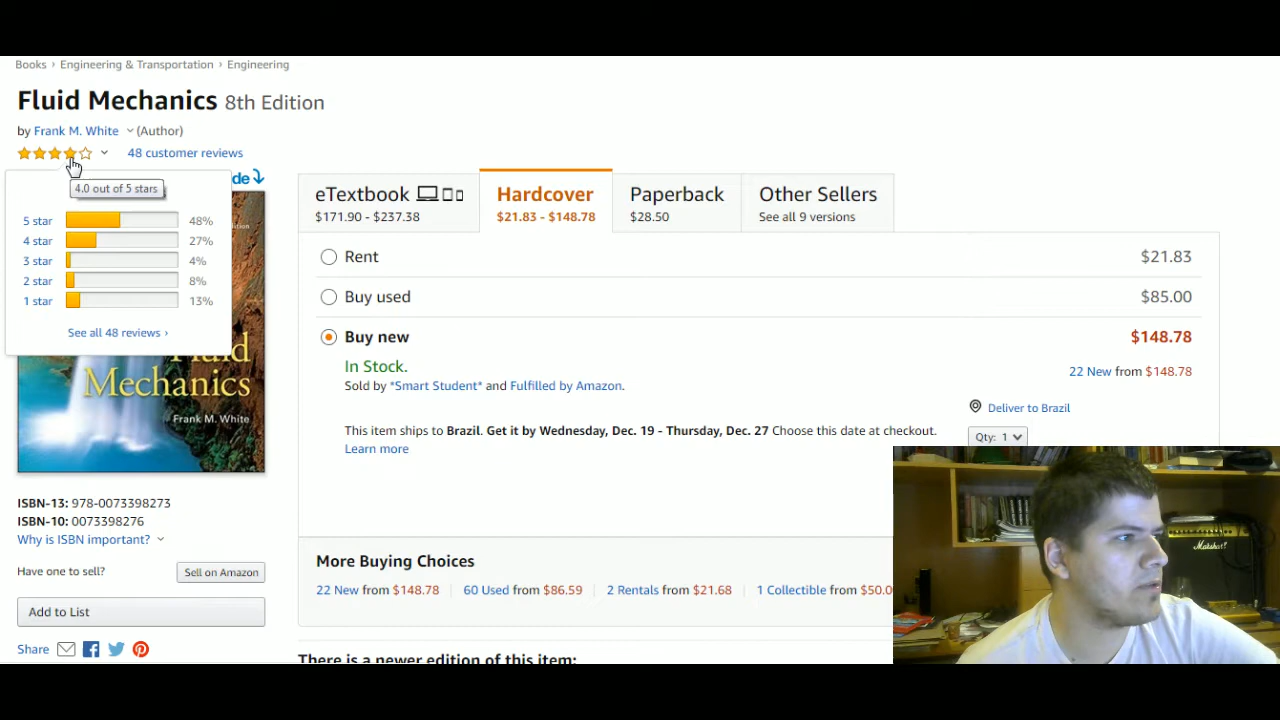 Books › Engineering & Transportation › Engineering
Fluid Mechanics 8th Edition
by Frank M. White (Author)
48 customer reviews
4.0 out of 5 stars
5 star 48%
4 star 27%
3 star 4%
2 star 8%
1 star 13%
See all 48 reviews ›
Mechanics
Frank M. White
ISBN-13: 978-0073398273
ISBN-10: 0073398276
Why is ISBN important?
Have one to sell? Sell on Amazon
Add to List
Share
eTextbook
$171.90 - $237.38
Hardcover
$21.83 - $148.78
Paperback
$28.50
Other Sellers
See all 9 versions
Rent $21.83
Buy used $85.00
Buy new $148.78
In Stock.
22 New from $148.78
Sold by *Smart Student* and Fulfilled by Amazon.
Deliver to Brazil
This item ships to Brazil. Get it by Wednesday, Dec. 19 - Thursday, Dec. 27 Choose this date at checkout.
Learn more
Qty: 1
More Buying Choices
22 New from $148.78 60 Used from $86.59 2 Rentals from $21.68 1 Collectible from $50.0
There is a newer edition of this item:
Marshall